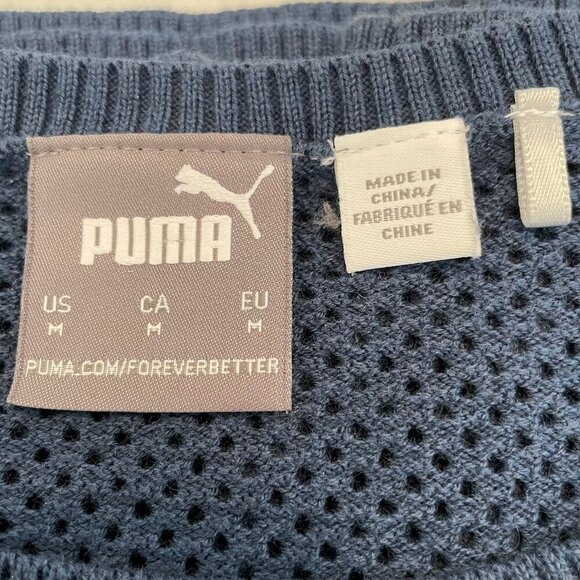 PUMA
US CA EU
M M M
PUMA.COM/FOREVERBETTER
MADE IN
CHINA/
FABRIQUÉ EN
CHINE